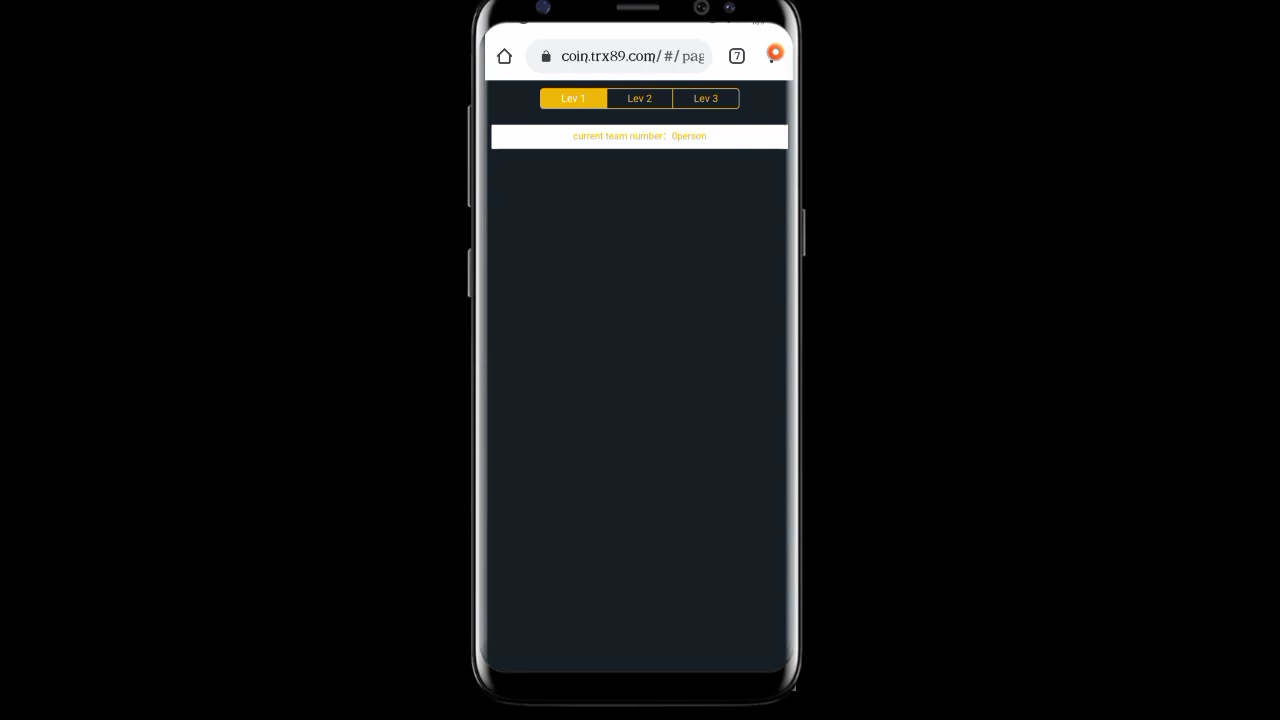 coin.trx89.com/#/pag
7
Lev 1
Lev 2
Lev 3
current team number：0person